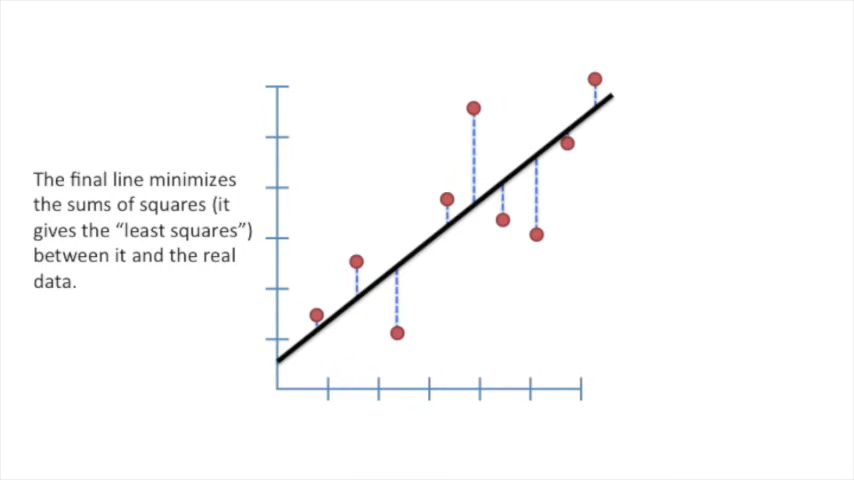 The final line minimizes
the sums of squares (it
gives the “least squares”)
between it and the real
data.